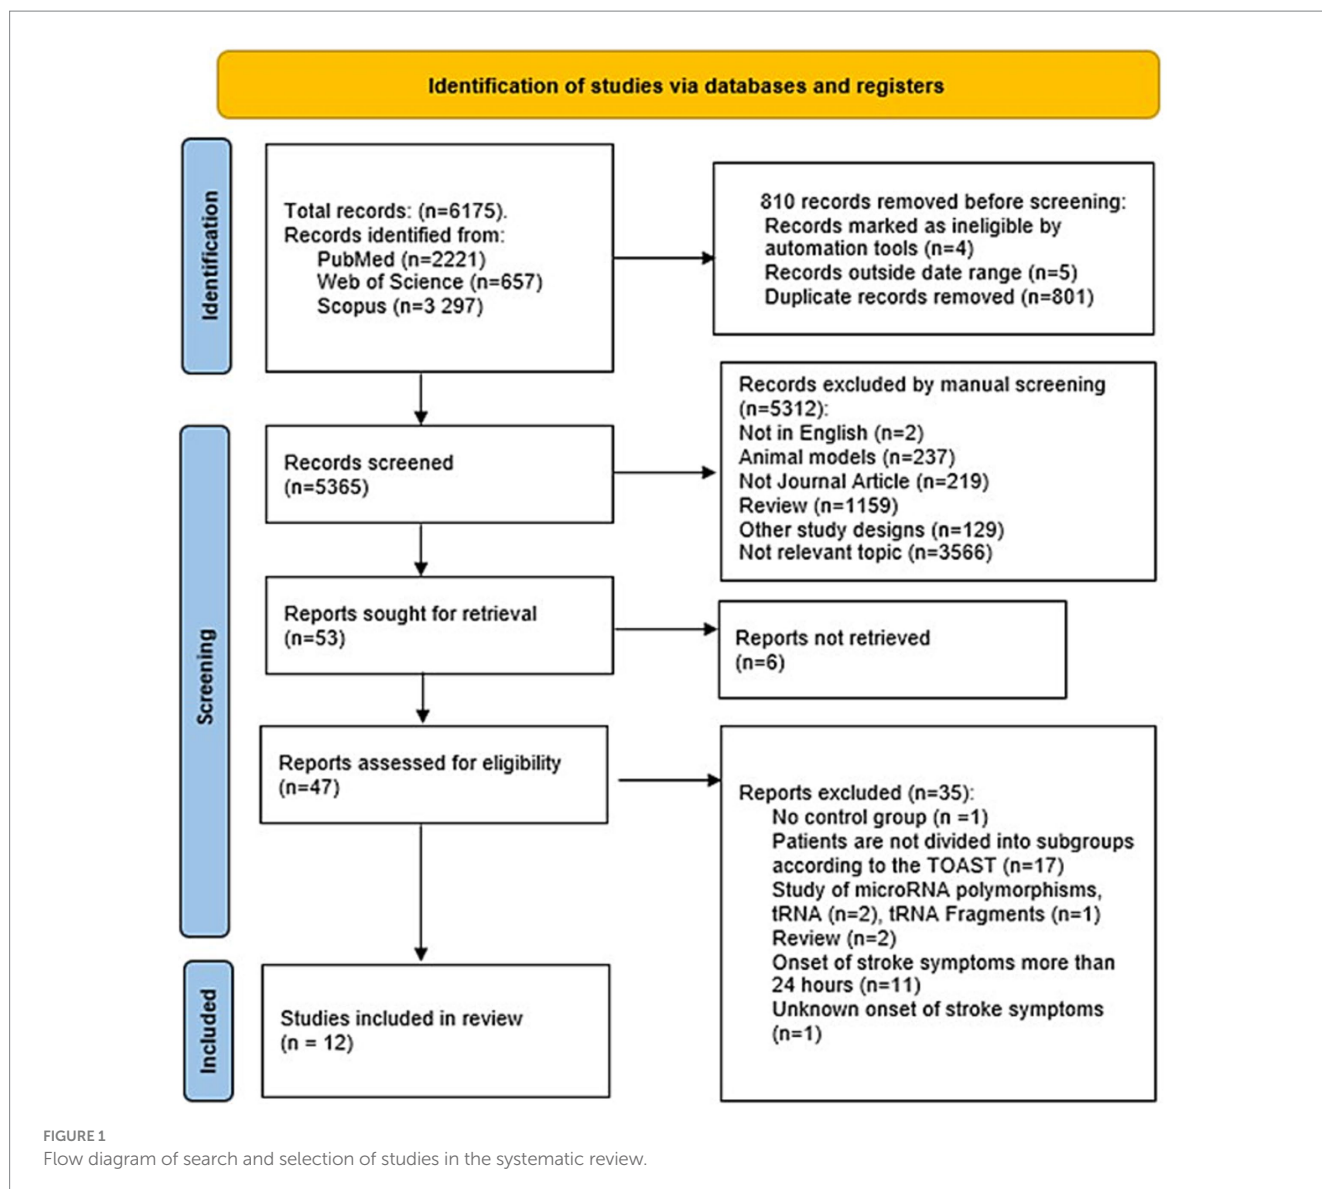 Identification of studies via databases and registers
Identification
Total records: (n=6175).
Records identified from:
PubMed (n=2221)
Web of Science (n=657)
Scopus (n=3 297)
810 records removed before screening:
Records marked as ineligible by
automation tools (n=4)
Records outside date range (n=5)
Duplicate records removed (n=801)
Screening
Records screened
(n=5365)
Records excluded by manual screening
(n=5312):
Not in English (n=2)
Animal models (n=237)
Not Journal Article (n=219)
Review (n=1159)
Other study designs (n=129)
Not relevant topic (n=3566)
Reports sought for retrieval
(n=53)
Reports not retrieved
(n=6)
Reports assessed for eligibility
(n=47)
Reports excluded (n=35):
No control group (n =1)
Patients are not divided into subgroups
according to the TOAST (n=17)
Study of microRNA polymorphisms,
tRNA (n=2), tRNA Fragments (n=1)
Review (n=2)
Onset of stroke symptoms more than
24 hours (n=11)
Unknown onset of stroke symptoms
(n=1)
Included
Studies included in review
(n = 12)
FIGURE 1
Flow diagram of search and selection of studies in the systematic review.